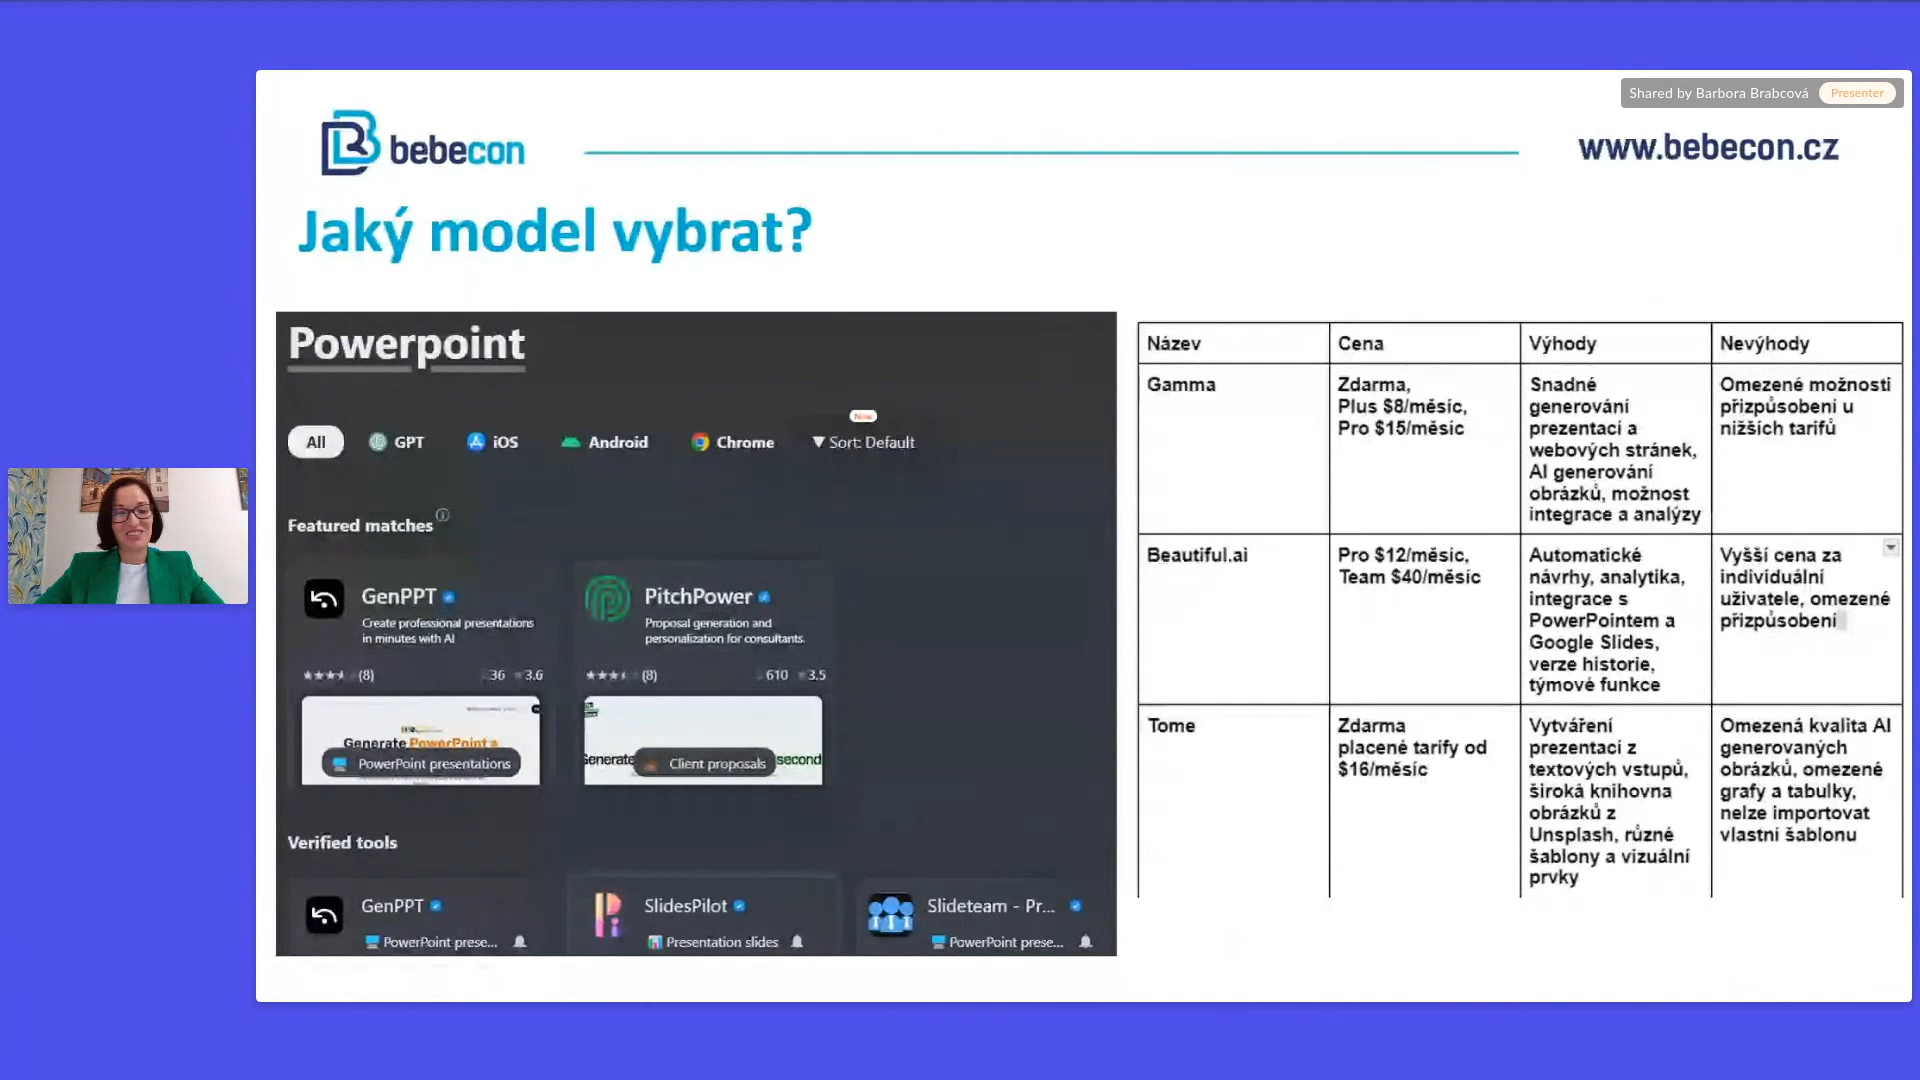 Shared by Barbora Brabcová Presenter
bebecon
www.bebecon.cz
Jaký model vybrat?
Powerpoint
New
All GPT iOS Android Chrome ▼ Sort: Default
Featured matches
GenPPT
Create professional presentations
in minutes with AI
(8) 36 3.6
Generate PowerPoint
PowerPoint presentations
PitchPower
Proposal generation and
personalization for consultants.
(8) 610 3.5
Generate second
Client proposals
Verified tools
GenPPT
PowerPoint prese...
SlidesPilot
Presentation slides
Slideteam - Pr...
PowerPoint prese...
Název Cena Výhody Nevýhody
Gamma
Zdarma,
Plus $8/měsíc,
Pro $15/měsíc
Snadné
generování
prezentací a
webových stránek,
AI generování
obrázků, možnost
integrace a analýzy
Omezené možnosti
přizpůsobení u
nižších tarifů
Beautiful.ai
Pro $12/měsíc,
Team $40/měsíc
Automatické
návrhy, analytika,
integrace s
PowerPointem a
Google Slides,
verze historie,
týmové funkce
Vyšší cena za
individuální
uživatele, omezené
přizpůsobení
Tome
Zdarma
placené tarify od
$16/měsíc
Vytváření
prezentací z
textových vstupů,
široká knihovna
obrázků z
Unsplash, různé
šablony a vizuální
prvky
Omezená kvalita AI
generovaných
obrázků, omezené
grafy a tabulky,
nelze importovat
vlastní šablonu